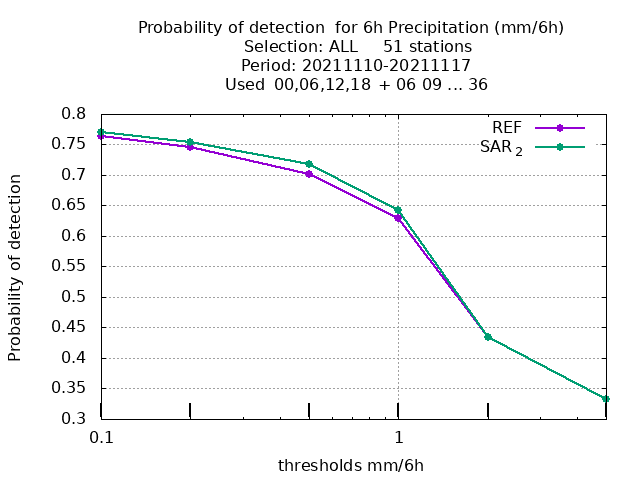 Probability of detection  for 6h Precipitation (mm/6h)
Selection: ALL     51 stations
Period: 20211110-20211117
Used  00,06,12,18 + 06 09 ... 36
REF
SAR 2
0.8
0.75
0.7
0.65
0.6
0.55
0.5
0.45
0.4
0.35
0.3
Probability of detection
0.1 1
thresholds mm/6h